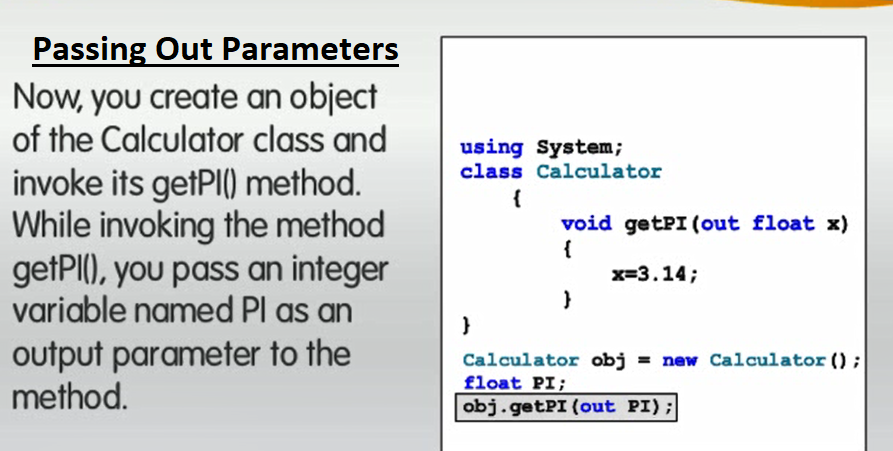 Passing Out Parameters
Now, you create an object
of the Calculator class and
invoke its getPI() method.
While invoking the method
getPI(), you pass an integer
variable named PI as an
output parameter to the
method.
using System;
class Calculator
{
void getPI(out float x)
{
x=3.14;
}
}
Calculator obj = new Calculator();
float PI;
obj.getPI(out PI);